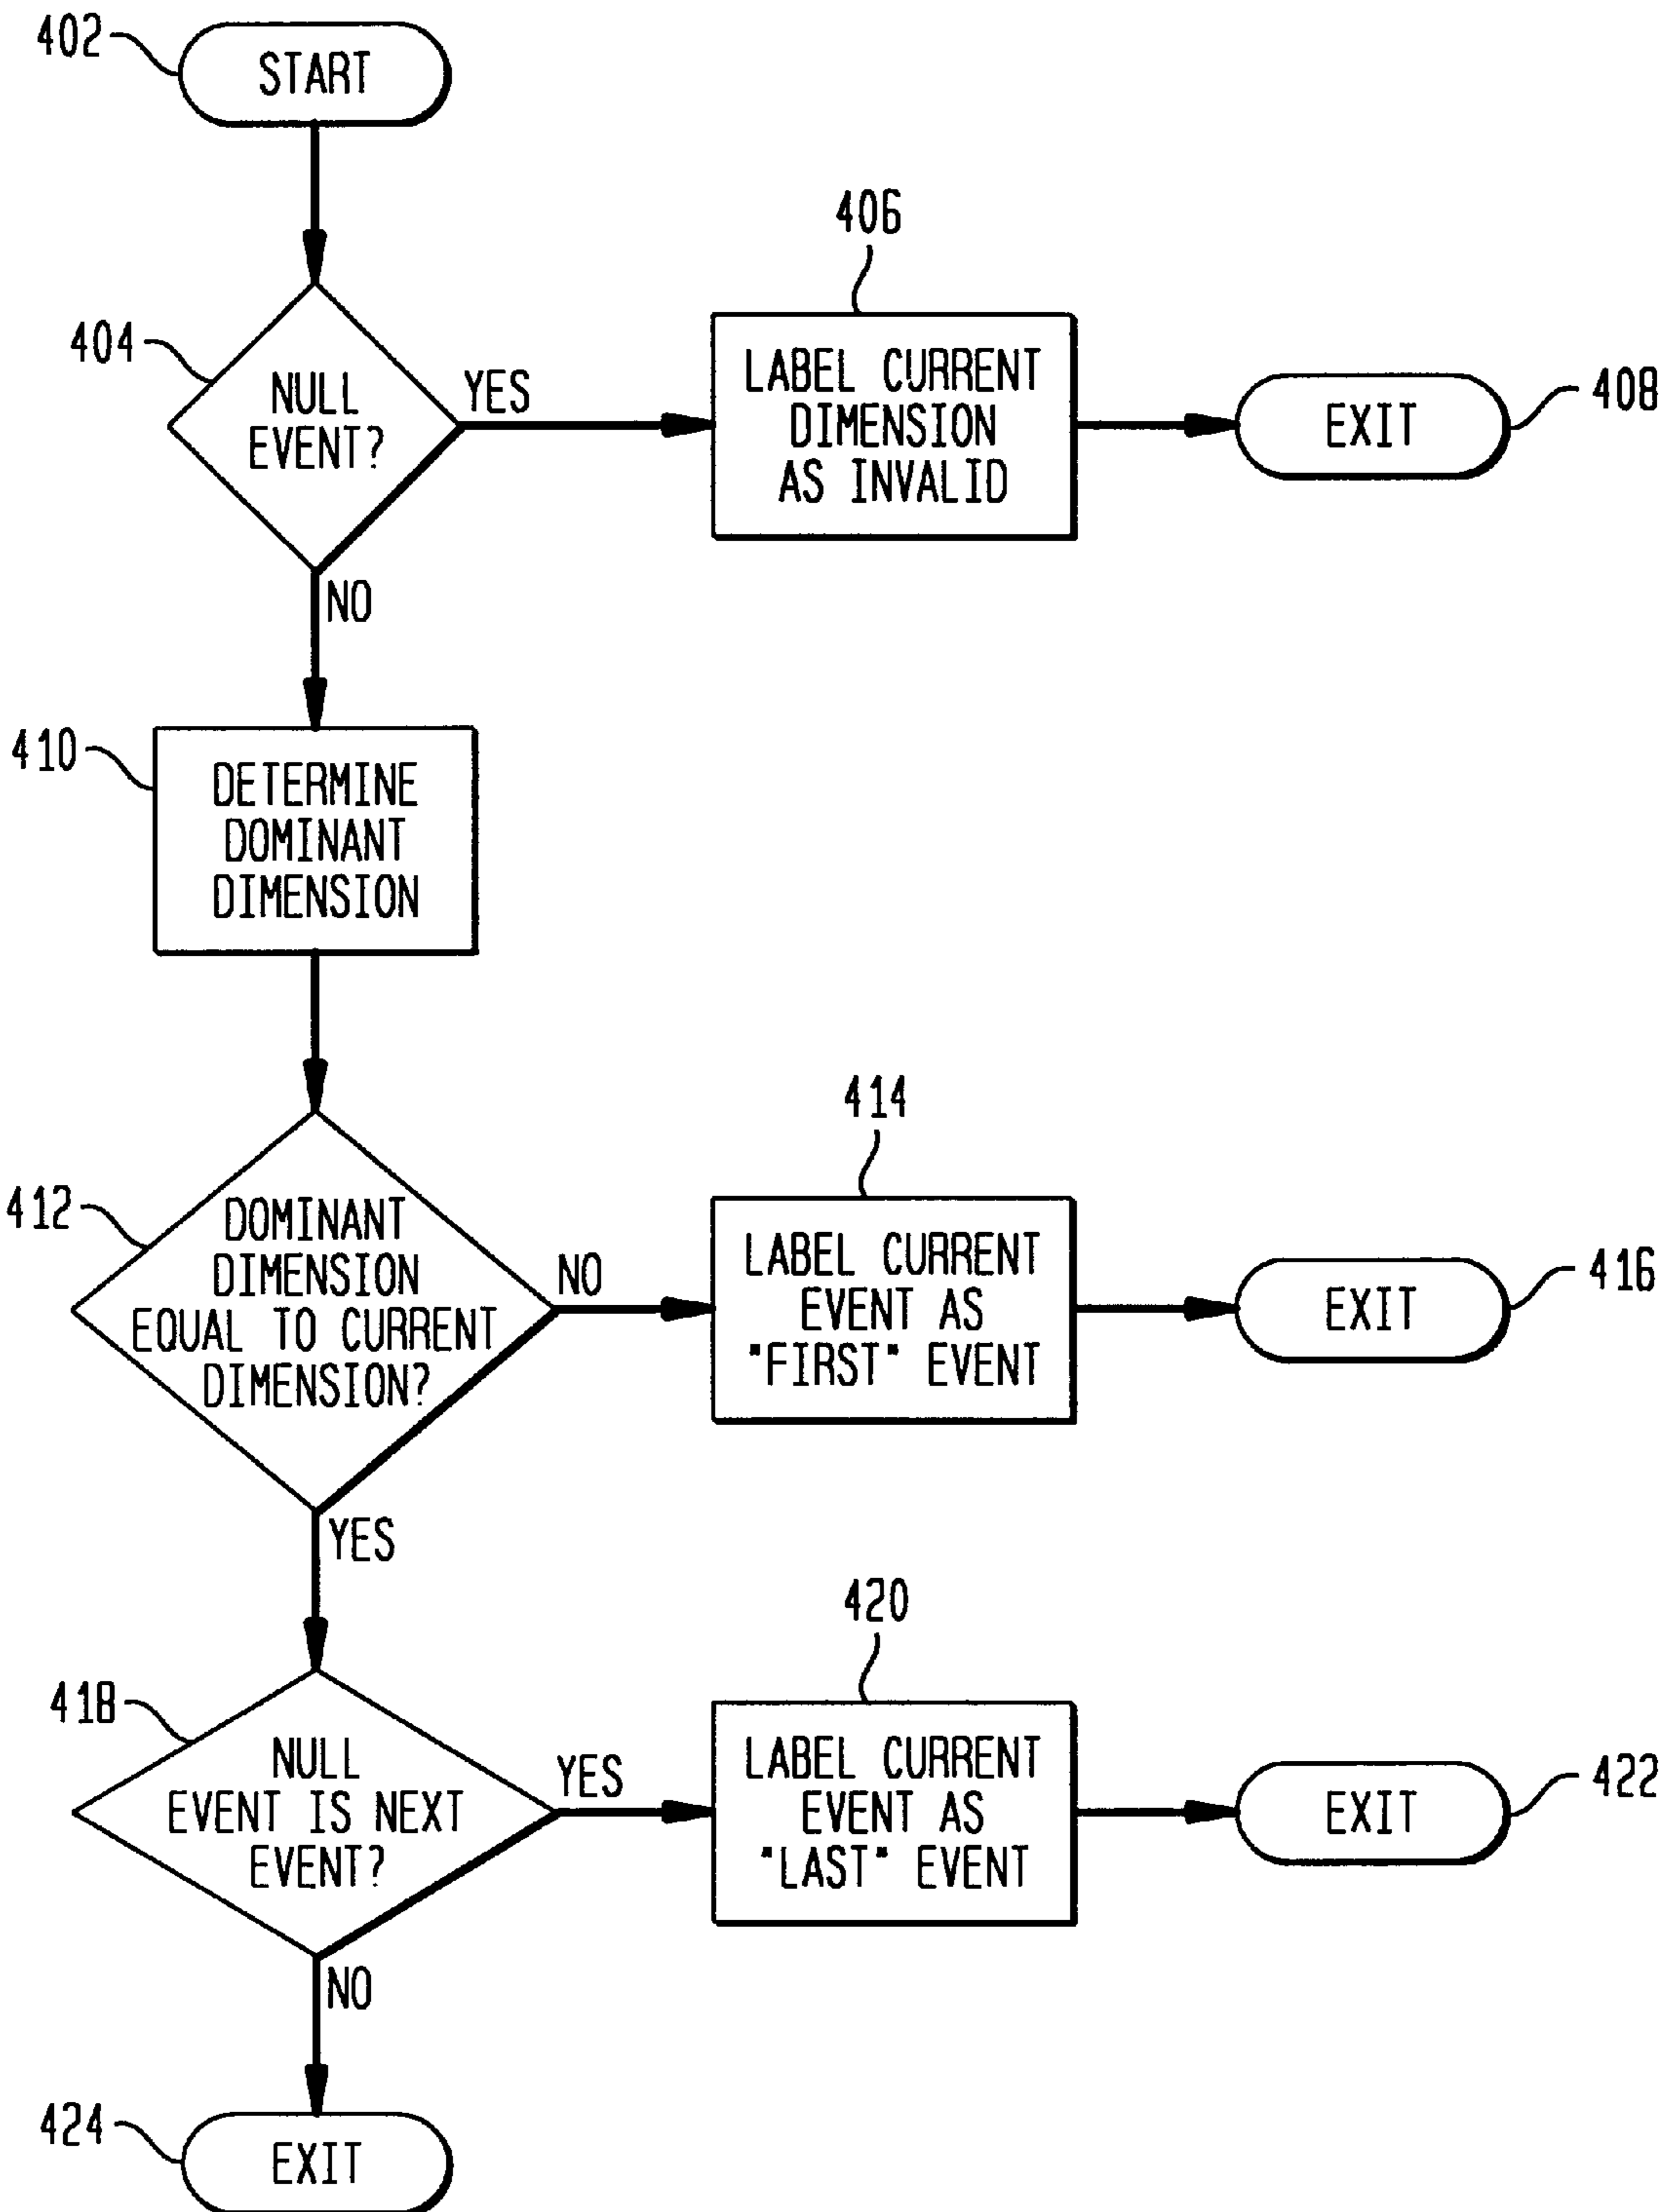 402
START
406
404
NULL
EVENT?
YES
LABEL CURRENT
DIMENSION
AS INVALID
EXIT
408
NO
410
DETERMINE
DOMINANT
DIMENSION
414
412
DOMINANT
DIMENSION
EQUAL TO CURRENT
DIMENSION?
NO
LABEL CURRENT
EVENT AS
"FIRST" EVENT
EXIT
416
YES
420
418
NULL
EVENT IS NEXT
EVENT?
YES
LABEL CURRENT
EVENT AS
"LAST" EVENT
EXIT
422
NO
424
EXIT